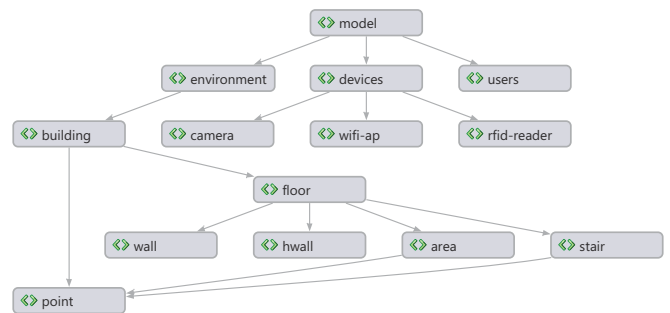 model
environment
devices
users
building
camera
wifi-ap
rfid-reader
floor
wall
hwall
area
stair
point